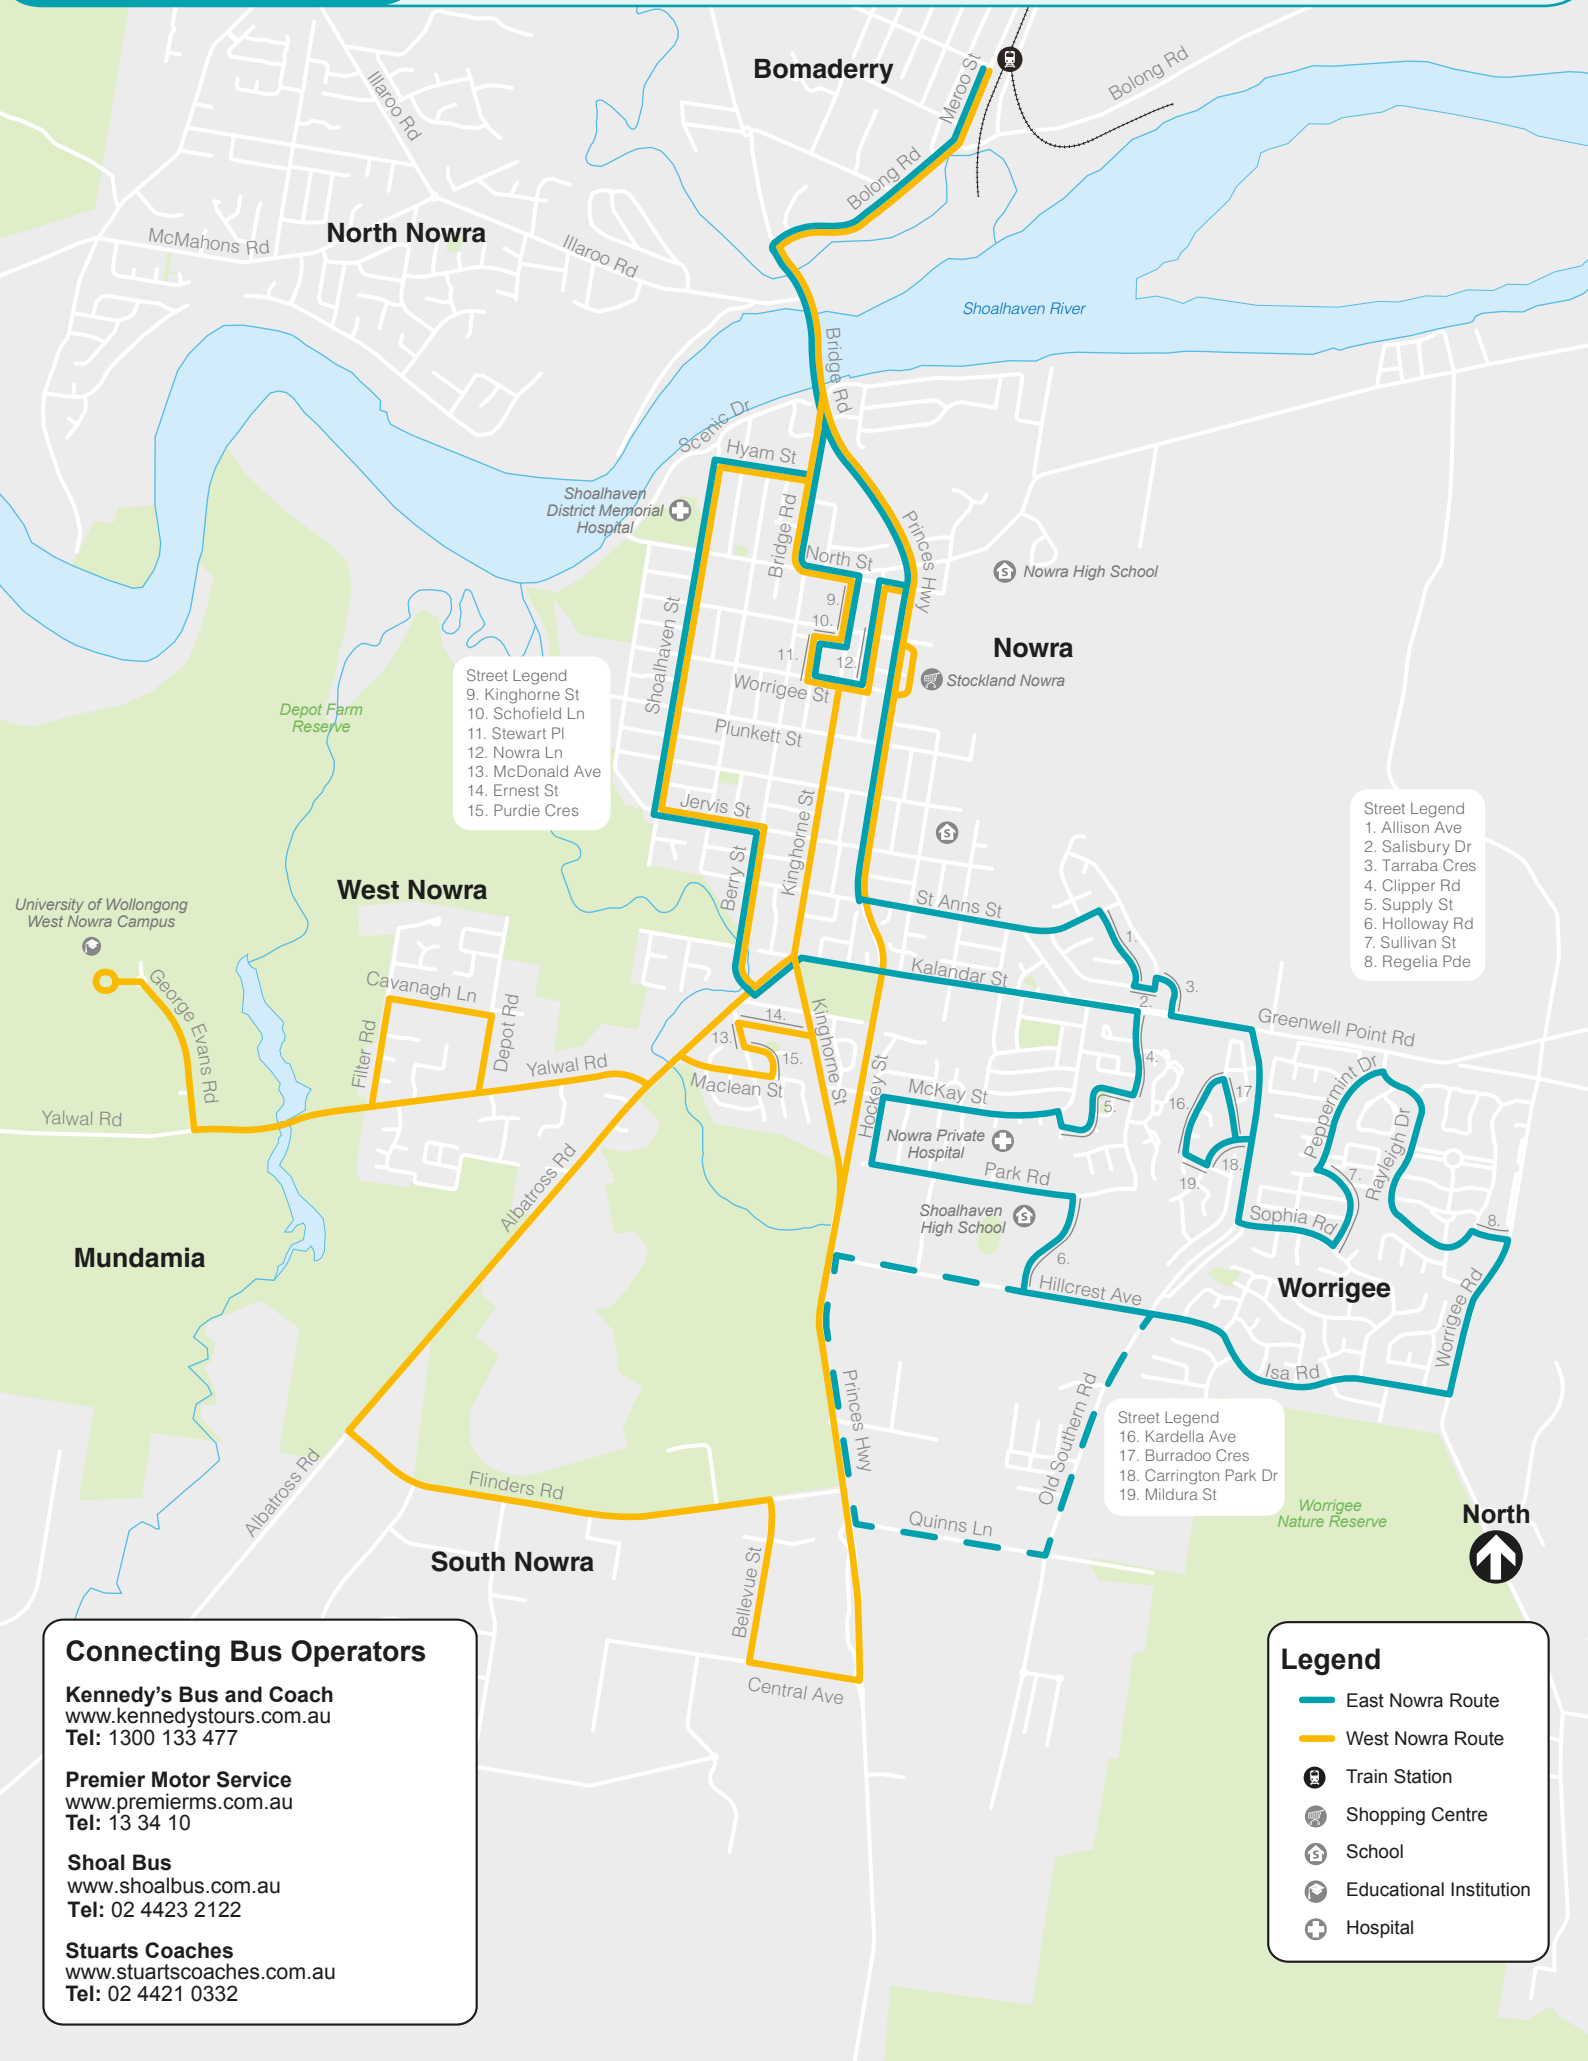 Bomaderry
Meroo St
Bolong Rd
Illaroo Rd
Bolong Rd
North Nowra
McMahons Rd
Illaroo Rd
Shoalhaven River
Bridge Rd
Scenic Dr
Hyam St
Shoalhaven
District Memorial
Hospital
Bridge Rd
Princes Hwy
North St
Nowra High School
9.
10.
11.
12.
Shoalhaven St
Nowra
Stockland Nowra
Worrigee St
Plunkett St
Street Legend
9. Kinghorne St
10. Schofield Ln
11. Stewart Pl
12. Nowra Ln
13. McDonald Ave
14. Ernest St
15. Purdie Cres
Depot Farm
Reserve
Jervis St
Kinghorne St
Berry St
Street Legend
1. Allison Ave
2. Salisbury Dr
3. Tarraba Cres
4. Clipper Rd
5. Supply St
6. Holloway Rd
7. Sullivan St
8. Regelia Pde
West Nowra
University of Wollongong
West Nowra Campus
St Anns St
1.
Kalandar St
2.
3.
Greenwell Point Rd
George Evans Rd
Cavanagh Ln
Depot Rd
Filter Rd
Yalwal Rd
Yalwal Rd
13.
14.
15.
Kinghorne St
Maclean St
Hockey St
McKay St
4.
5.
Nowra Private
Hospital
Park Rd
16.
17.
18.
19.
Peppermint Dr
Rayleigh Dr
7.
8.
Sophia Rd
Shoalhaven
High School
6.
Hillcrest Ave
Worrigee
Worrigee Rd
Isa Rd
Albatross Rd
Mundamia
Princes Hwy
Old Southern Rd
Street Legend
16. Kardella Ave
17. Burradoo Cres
18. Carrington Park Dr
19. Mildura St
Worrigee
Nature Reserve
North
Albatross Rd
Flinders Rd
Quinns Ln
South Nowra
Bellevue St
Central Ave
Connecting Bus Operators
Kennedy's Bus and Coach
www.kennedystours.com.au
Tel: 1300 133 477
Premier Motor Service
www.premierms.com.au
Tel: 13 34 10
Shoal Bus
www.shoalbus.com.au
Tel: 02 4423 2122
Stuarts Coaches
www.stuartscoaches.com.au
Tel: 02 4421 0332
Legend
East Nowra Route
West Nowra Route
Train Station
Shopping Centre
School
Educational Institution
Hospital